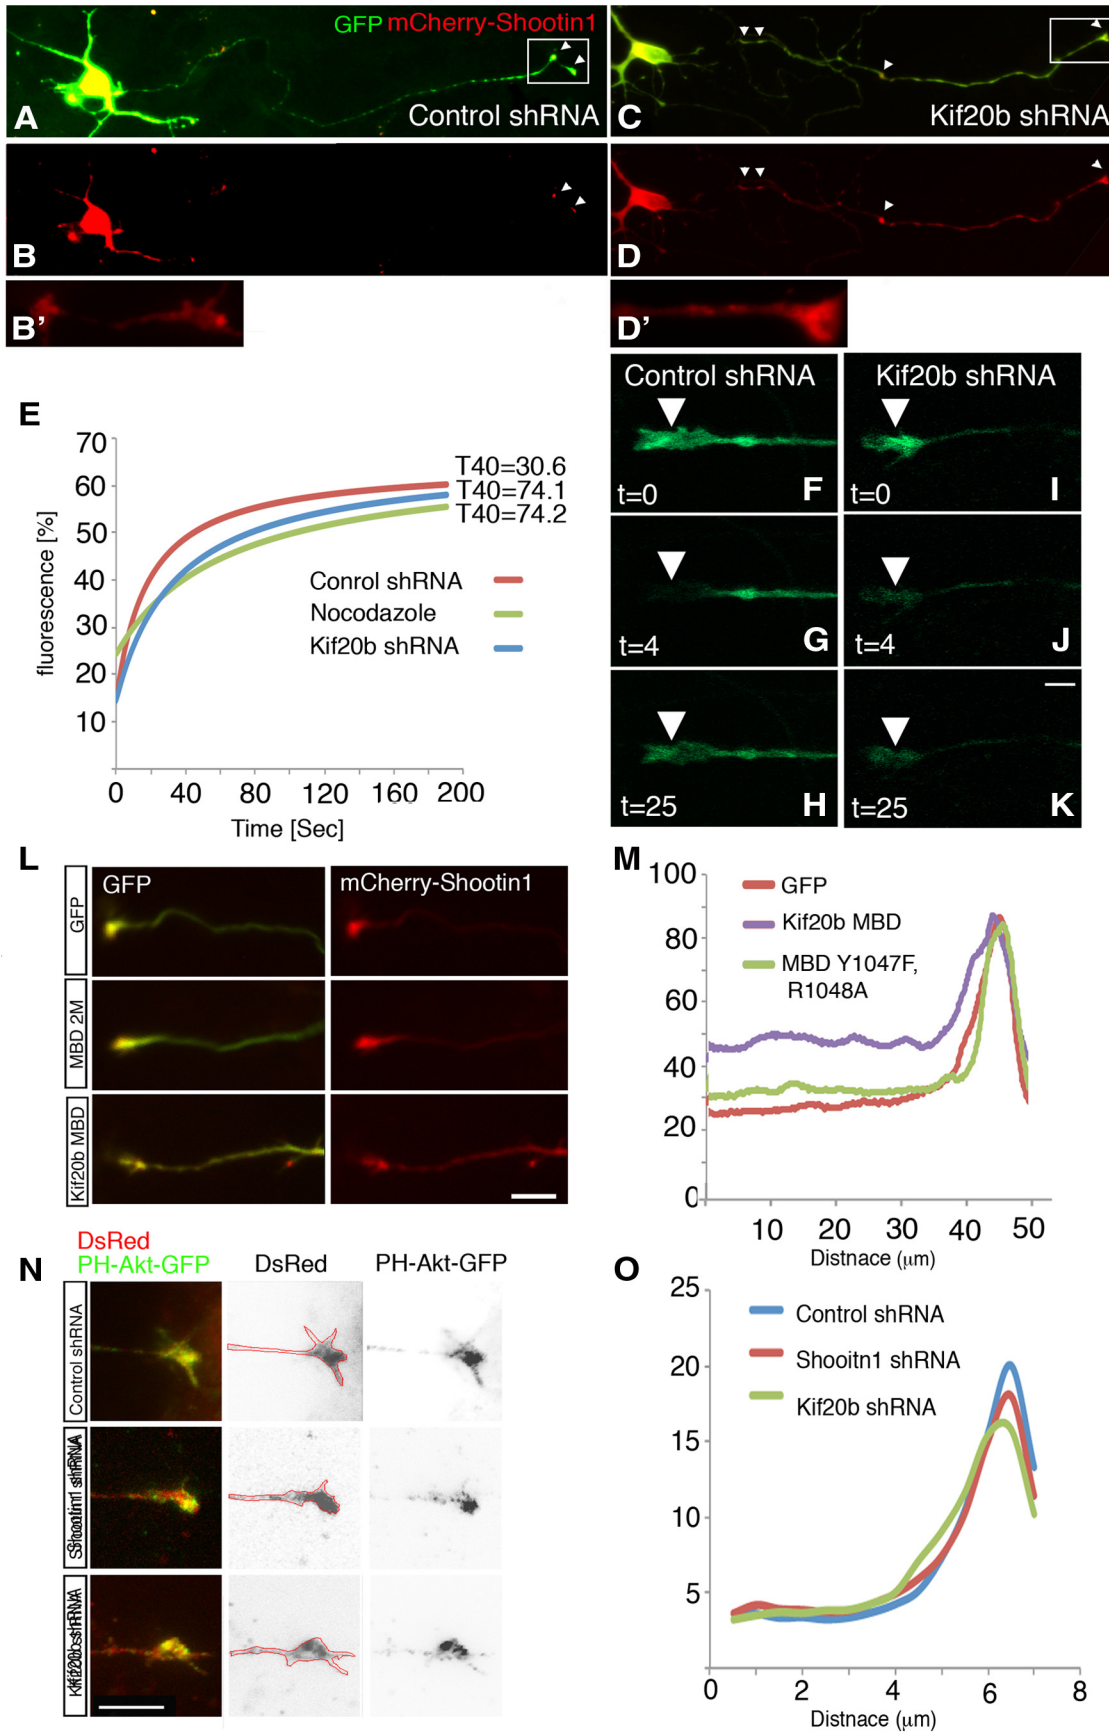 GFP mCherry-Shootin1
A
Control shRNA
C
Kif20b shRNA
B
D
B’
D’
E
70
60
50
40
30
20
10
fluorescence [%]
T40=30.6
T40=74.1
T40=74.2
Conrol shRNA
Nocodazole
Kif20b shRNA
0 40 80 120 160 200
Time [Sec]
Control shRNA
Kif20b shRNA
t=0
F
t=0
I
t=4
G
t=4
J
t=25
H
t=25
K
L
GFP
mCherry-Shootin1
GFP
MBD 2M
Kif20b MBD
M
100
80
60
40
20
0
GFP
Kif20b MBD
MBD Y1047F,
R1048A
10 20 30 40 50
Distnace (μm)
N
DsRed
PH-Akt-GFP
DsRed
PH-Akt-GFP
Control shRNA
Shootin1 shRNA
Kif20b shRNA
O
25
20
15
10
5
Control shRNA
Shooitn1 shRNA
Kif20b shRNA
0 2 4 6 8
Distnace (μm)